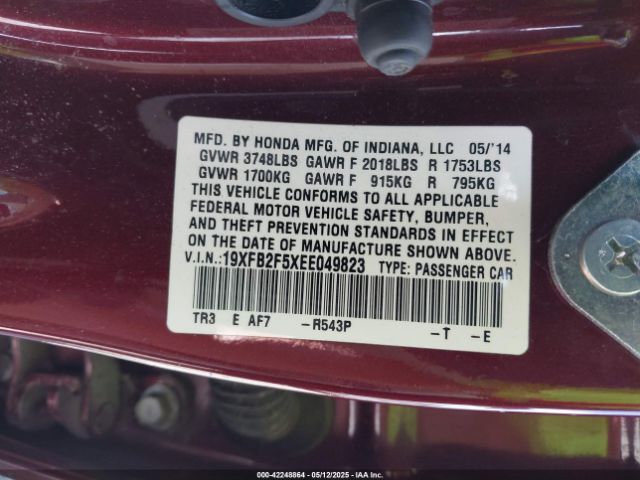 MFD. BY HONDA MFG. OF INDIANA, LLC 05/'14
GVWR 3748LBS GAWR F 2018LBS R 1753LBS
GVWR 1700KG GAWR F 915KG R 795KG
THIS VEHICLE CONFORMS TO ALL APPLICABLE
FEDERAL MOTOR VEHICLE SAFETY, BUMPER,
AND THEFT PREVENTION STANDARDS IN EFFECT
ON THE DATE OF MANUFACTURE SHOWN ABOVE.
V.I.N.:19XFB2F5XEE049823 TYPE: PASSENGER CAR
TR3 E AF7 -R543P -T -E
000-42248864 - 05/12/2025 - IAA Inc.